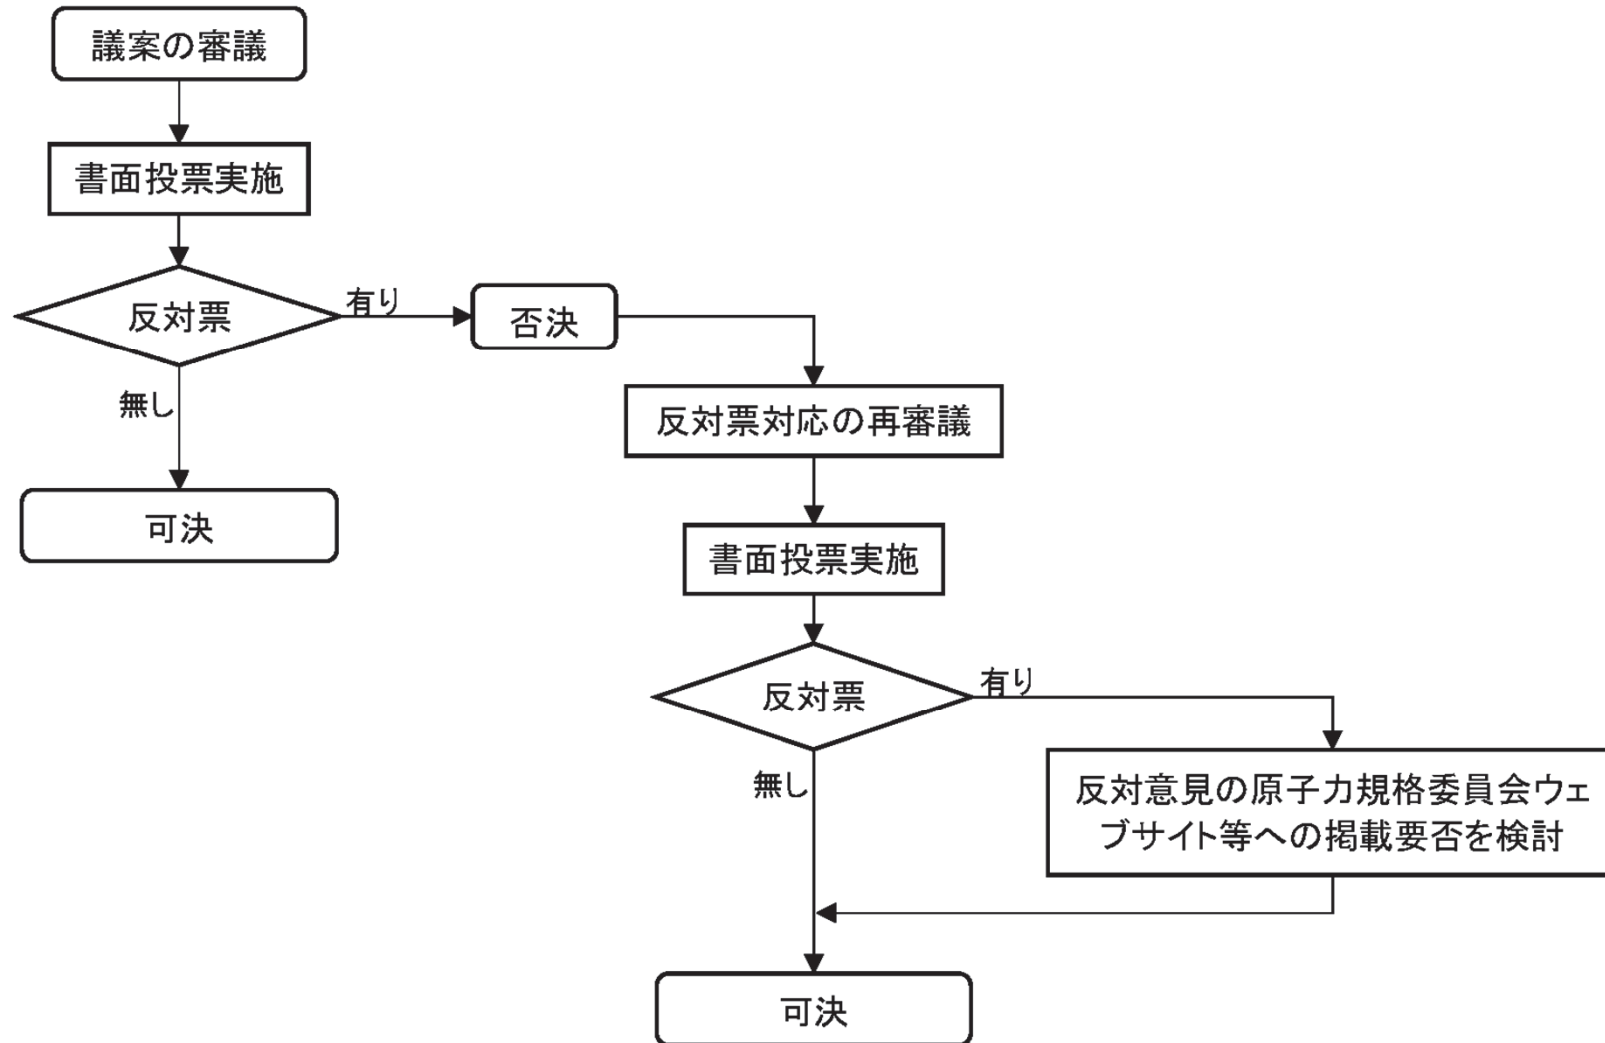 議案の審議
書面投票実施
反対票
有り
否決
無し
反対票対応の再審議
可決
書面投票実施
反対票
有り
無し
反対意見の原子力規格委員会ウェ
ブサイト等への掲載要否を検討
可決